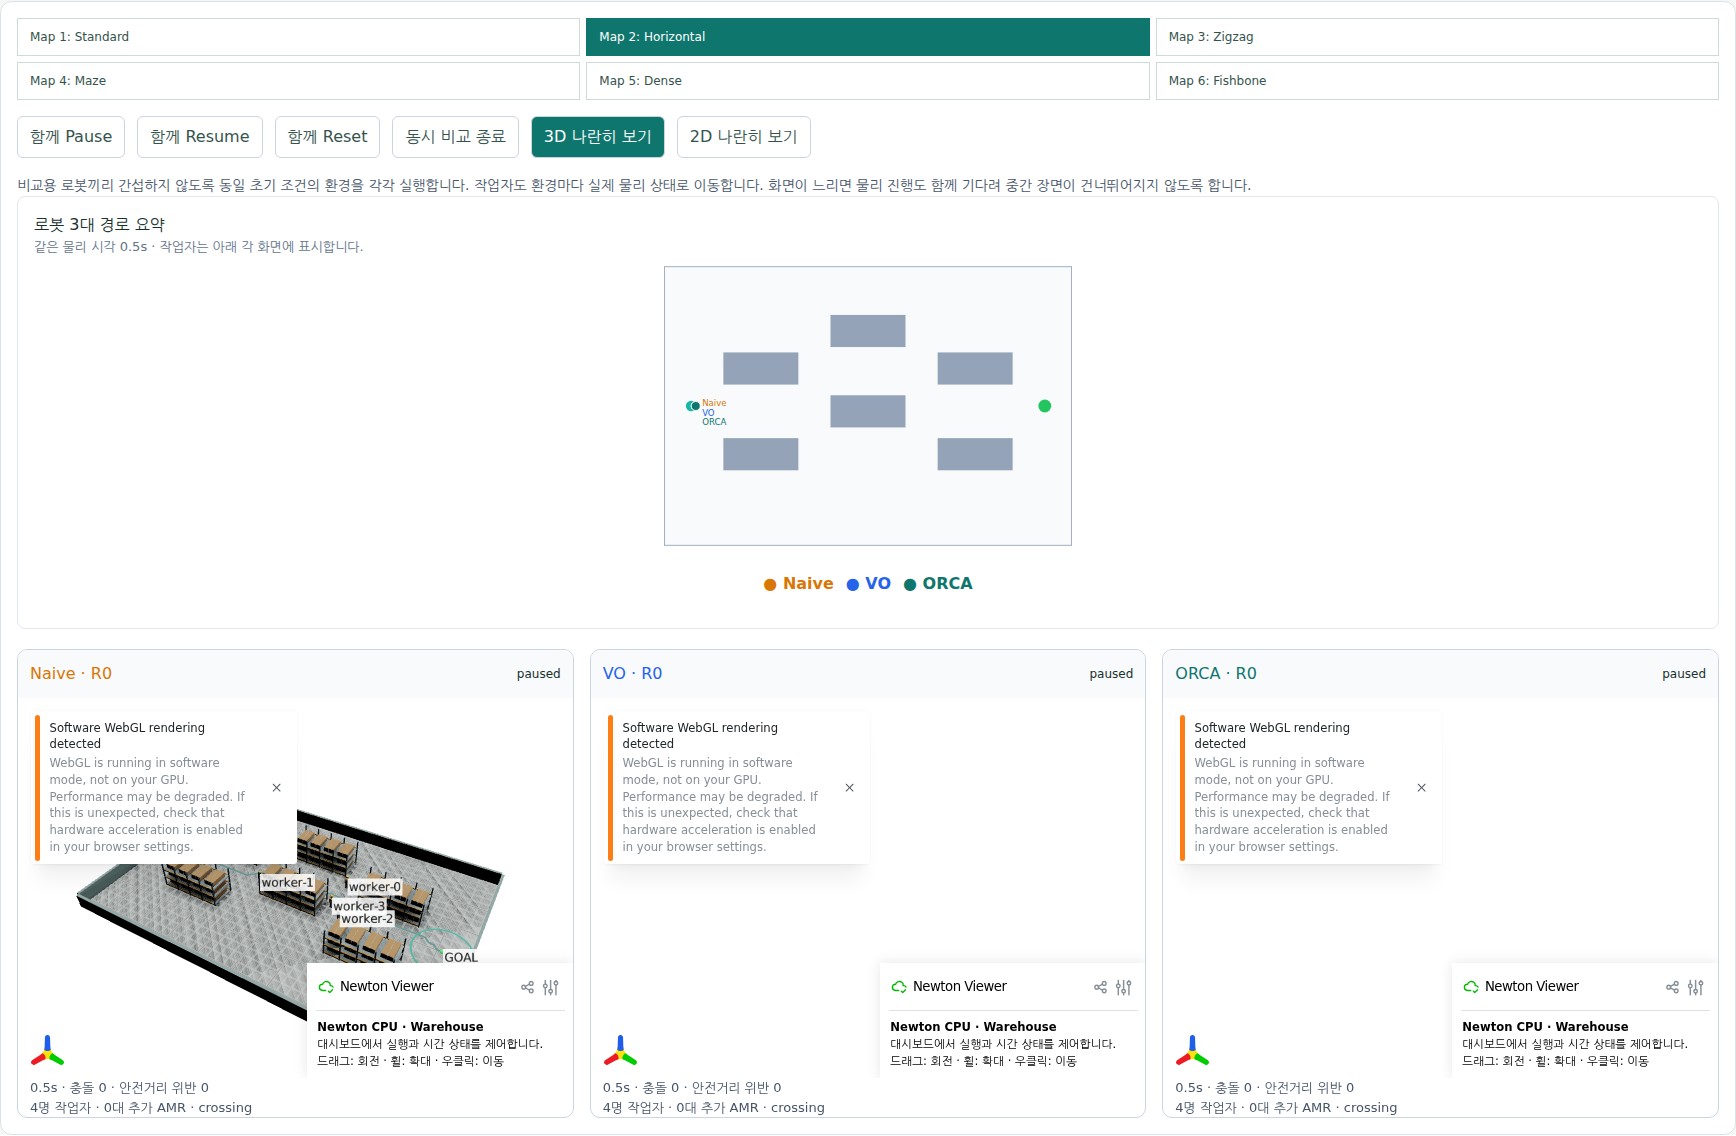 Map 1: Standard
Map 2: Horizontal
Map 3: Zigzag
Map 4: Maze
Map 5: Dense
Map 6: Fishbone
함께 Pause
함께 Resume
함께 Reset
동시 비교 종료
3D 나란히 보기
2D 나란히 보기
비교용 로봇끼리 간섭하지 않도록 동일 초기 조건의 환경을 각각 실행합니다. 작업자도 환경마다 실제 물리 상태로 이동합니다. 화면이 느리면 물리 진행도 함께 기다려 중간 장면이 건너뛰어지지 않도록 합니다.
로봇 3대 경로 요약
같은 물리 시각 0.5s · 작업자는 아래 각 화면에 표시합니다.
Naive
VO
ORCA
Naive
VO
ORCA
Naive · R0
paused
Software WebGL rendering
detected
WebGL is running in software
mode, not on your GPU.
Performance may be degraded. If
this is unexpected, check that
hardware acceleration is enabled
in your browser settings.
worker-1
worker-0
worker-3
worker-2
GOAL
Newton Viewer
Newton CPU · Warehouse
대시보드에서 실행과 시간 상태를 제어합니다.
드래그: 회전 · 휠: 확대 · 우클릭: 이동
0.5s · 충돌 0 · 안전거리 위반 0
4명 작업자 · 0대 추가 AMR · crossing
VO · R0
paused
Software WebGL rendering
detected
WebGL is running in software
mode, not on your GPU.
Performance may be degraded. If
this is unexpected, check that
hardware acceleration is enabled
in your browser settings.
Newton Viewer
Newton CPU · Warehouse
대시보드에서 실행과 시간 상태를 제어합니다.
드래그: 회전 · 휠: 확대 · 우클릭: 이동
0.5s · 충돌 0 · 안전거리 위반 0
4명 작업자 · 0대 추가 AMR · crossing
ORCA · R0
paused
Software WebGL rendering
detected
WebGL is running in software
mode, not on your GPU.
Performance may be degraded. If
this is unexpected, check that
hardware acceleration is enabled
in your browser settings.
Newton Viewer
Newton CPU · Warehouse
대시보드에서 실행과 시간 상태를 제어합니다.
드래그: 회전 · 휠: 확대 · 우클릭: 이동
0.5s · 충돌 0 · 안전거리 위반 0
4명 작업자 · 0대 추가 AMR · crossing